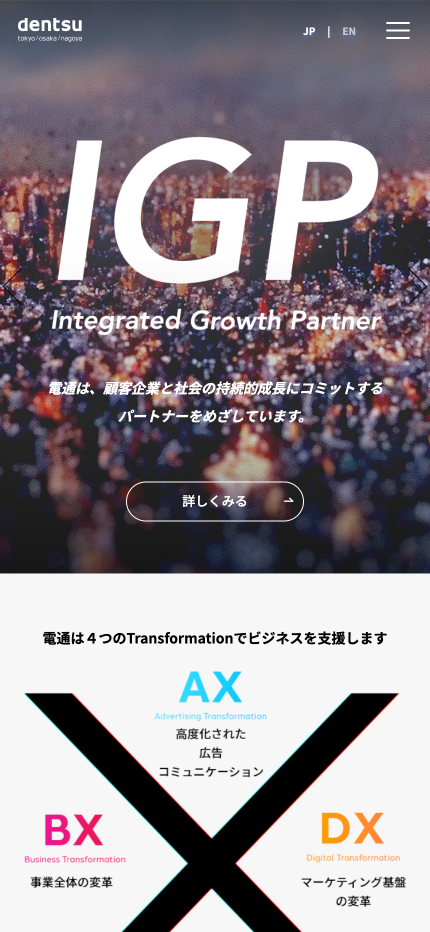 dentsu
tokyo/osaka/nagoya
JP | EN
IGP
Integrated Growth Partner
電通は、顧客企業と社会の持続的成長にコミットする
パートナーをめざしています。
詳しくみる
電通は４つのTransformationでビジネスを支援します
AX
Advertising Transformation
高度化された
広告
コミュニケーション
BX
Business Transformation
事業全体の変革
DX
Digital Transformation
マーケティング基盤
の変革